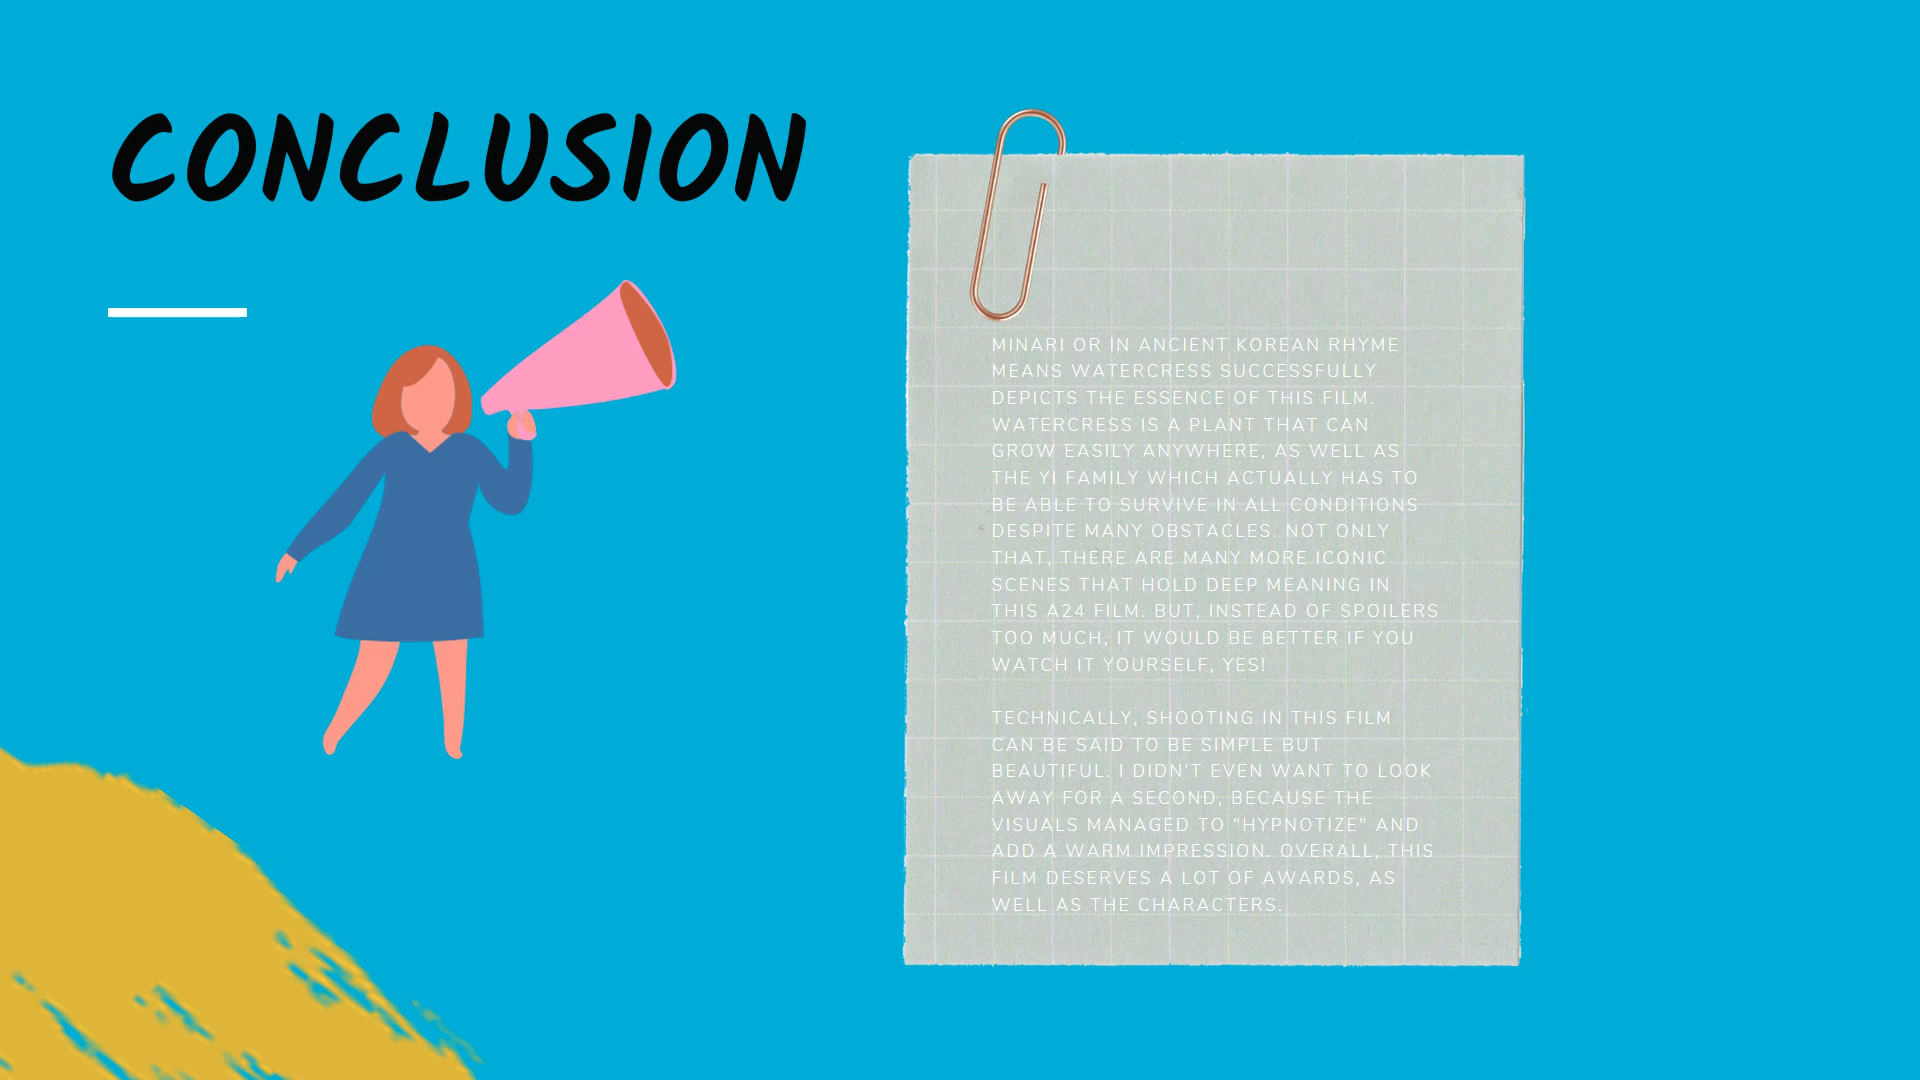 CONCLUSION
MINARI OR IN ANCIENT KOREAN RHYME
MEANS WATERCRESS SUCCESSFULLY
DEPICTS THE ESSENCE OF THIS FILM.
WATERCRESS IS A PLANT THAT CAN
GROW EASILY ANYWHERE, AS WELL AS
THE YI FAMILY WHICH ACTUALLY HAS TO
BE ABLE TO SURVIVE IN ALL CONDITIONS
DESPITE MANY OBSTACLES. NOT ONLY
THAT, THERE ARE MANY MORE ICONIC
SCENES THAT HOLD DEEP MEANING IN
THIS A24 FILM. BUT, INSTEAD OF SPOILERS
TOO MUCH, IT WOULD BE BETTER IF YOU
WATCH IT YOURSELF, YES!
TECHNICALLY, SHOOTING IN THIS FILM
CAN BE SAID TO BE SIMPLE BUT
BEAUTIFUL. I DIDN'T EVEN WANT TO LOOK
AWAY FOR A SECOND, BECAUSE THE
VISUALS MANAGED TO "HYPNOTIZE" AND
ADD A WARM IMPRESSION. OVERALL, THIS
FILM DESERVES A LOT OF AWARDS, AS
WELL AS THE CHARACTERS.